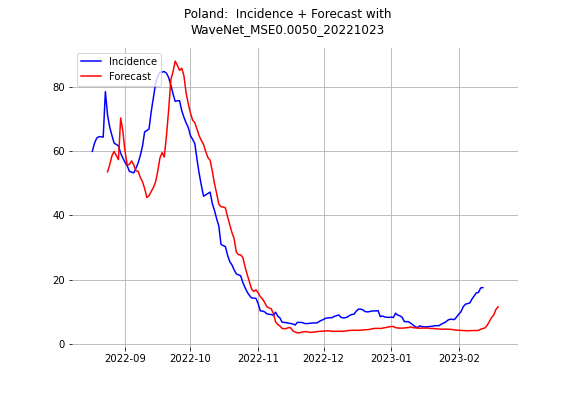 Poland:  Incidence + Forecast with
WaveNet_MSE0.0050_20221023
Incidence
Forecast
80
60
40
20
0
2022-09
2022-10
2022-11
2022-12
2023-01
2023-02